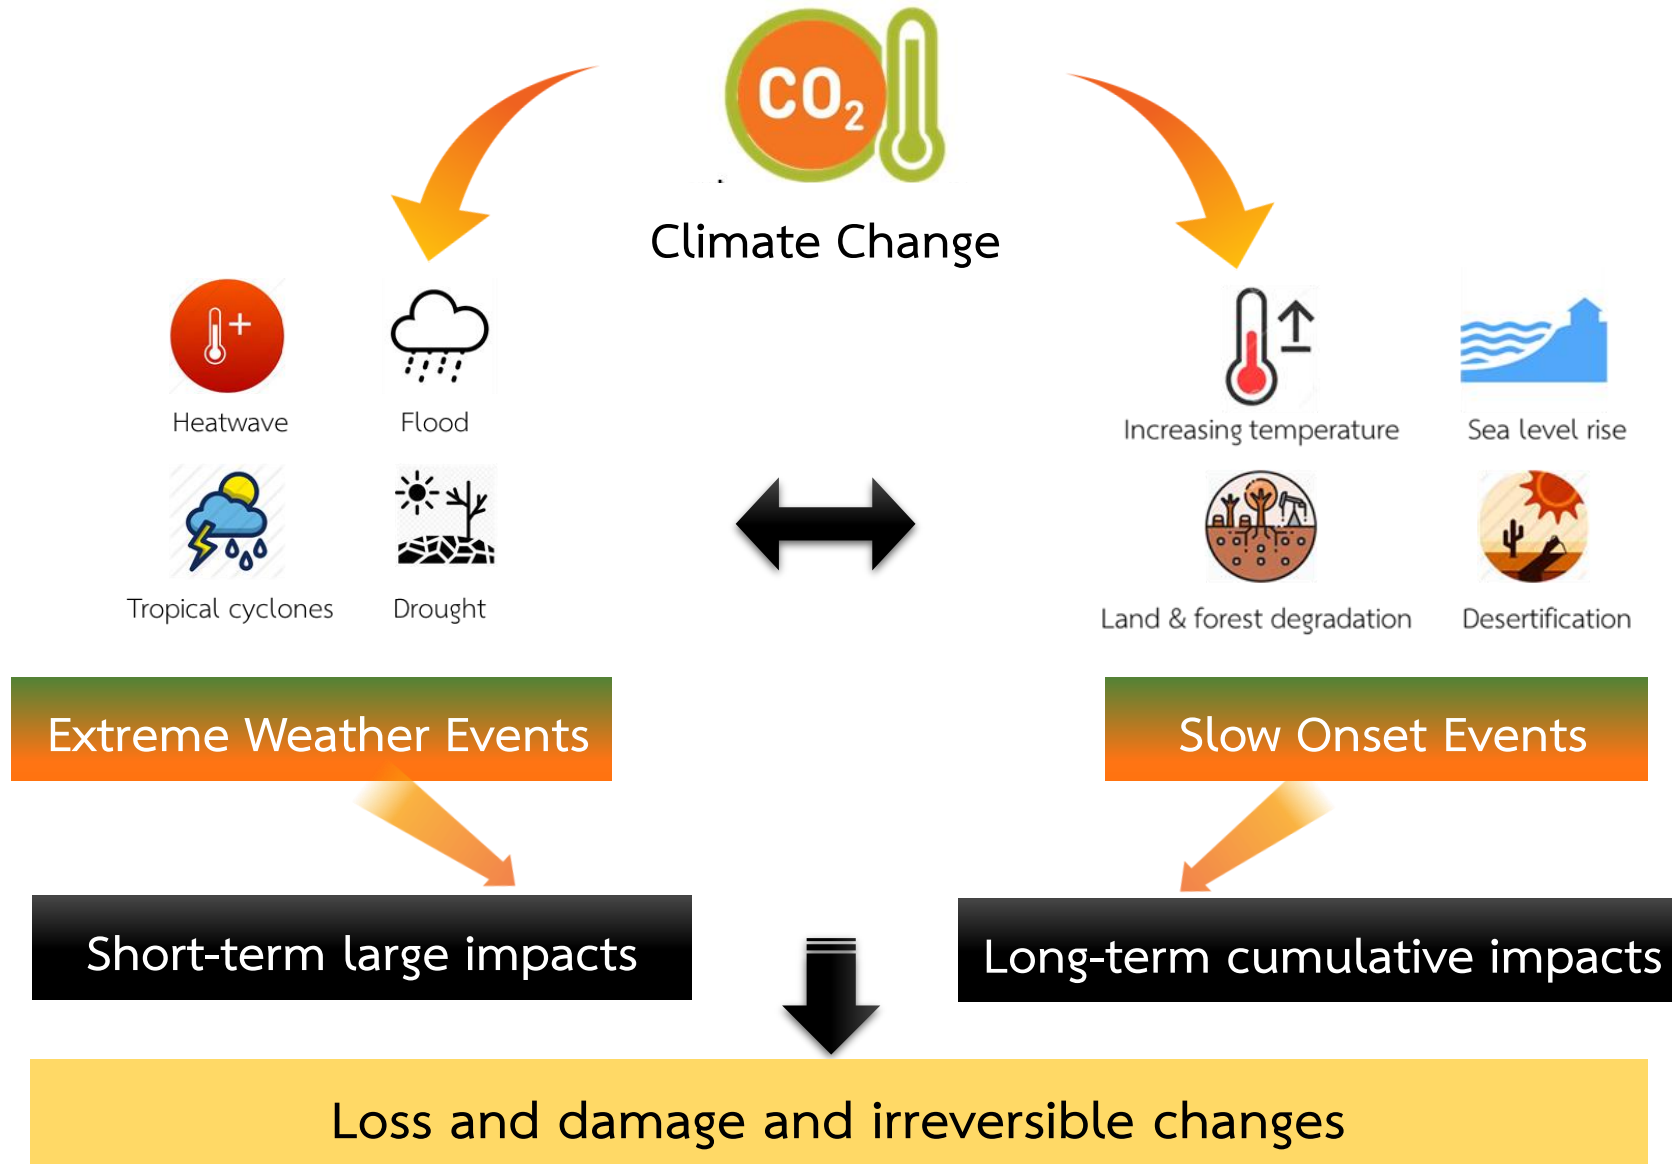 CO₂
Climate Change
Heatwave
Flood
Tropical cyclones
Drought
Increasing temperature
Sea level rise
Land & forest degradation
Desertification
Extreme Weather Events
Slow Onset Events
Short-term large impacts
Long-term cumulative impacts
Loss and damage and irreversible changes